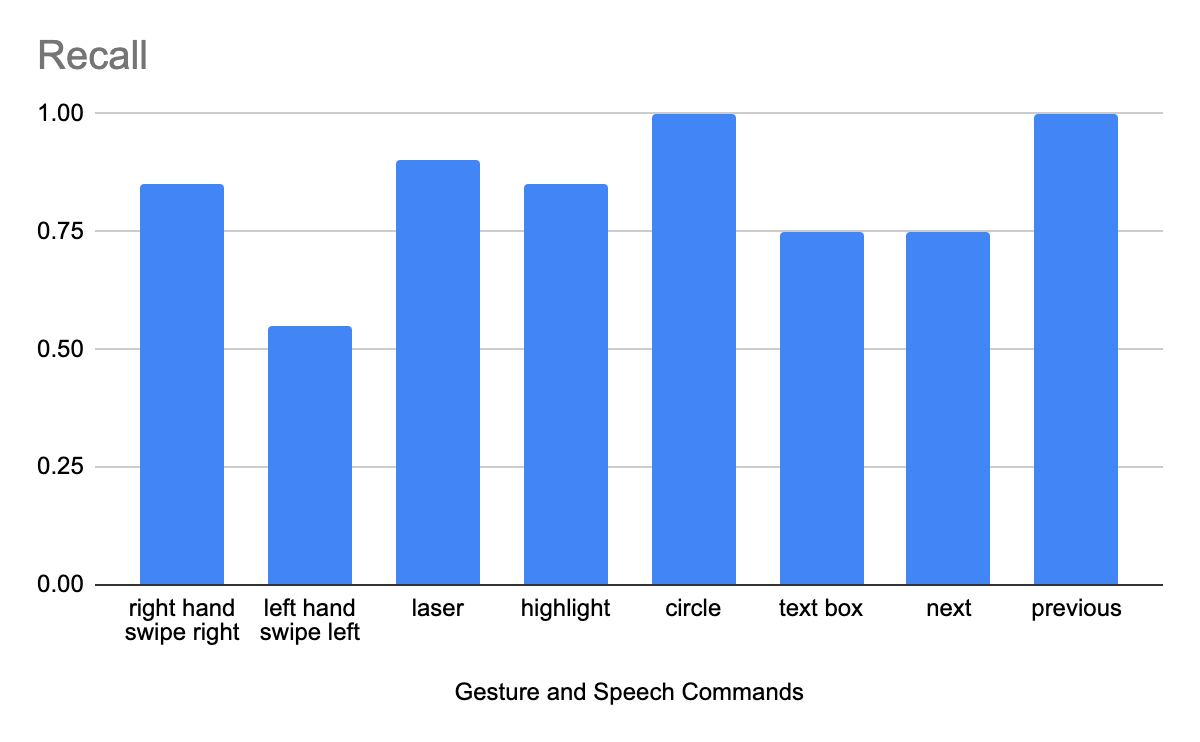 Recall
1.00
0.75
0.50
0.25
0.00
right hand swipe right
left hand swipe left
laser
highlight
circle
text box
next
previous
Gesture and Speech Commands